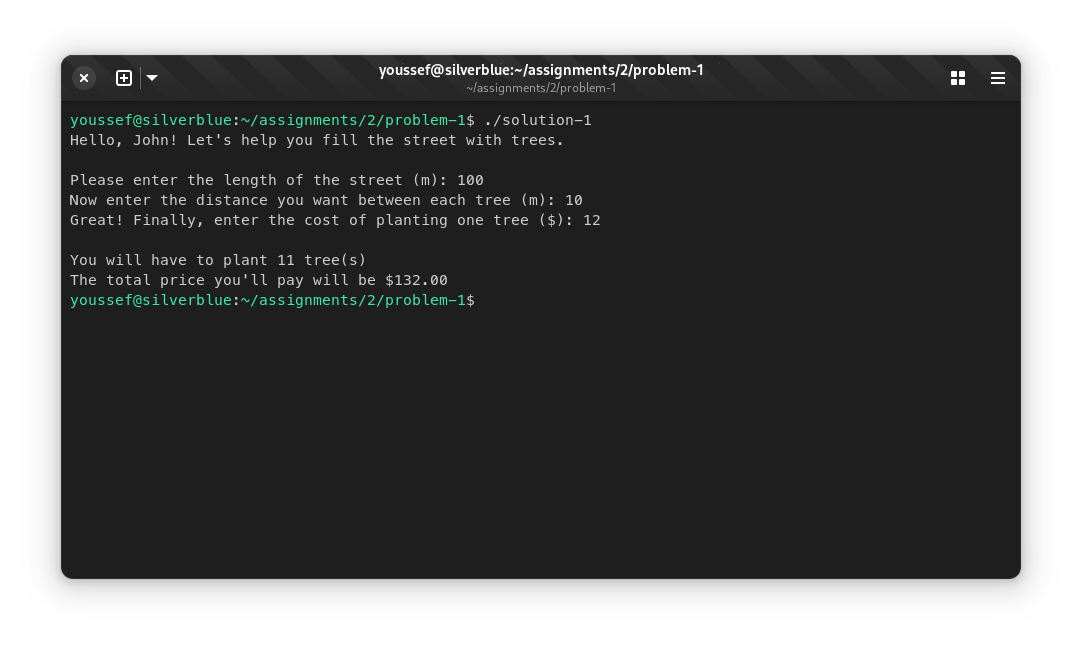 youssef@silverblue:~/assignments/2/problem-1
~/assignments/2/problem-1
youssef@silverblue:~/assignments/2/problem-1$ ./solution-1
Hello, John! Let's help you fill the street with trees.
Please enter the length of the street (m): 100
Now enter the distance you want between each tree (m): 10
Great! Finally, enter the cost of planting one tree ($): 12
You will have to plant 11 tree(s)
The total price you'll pay will be $132.00
youssef@silverblue:~/assignments/2/problem-1$